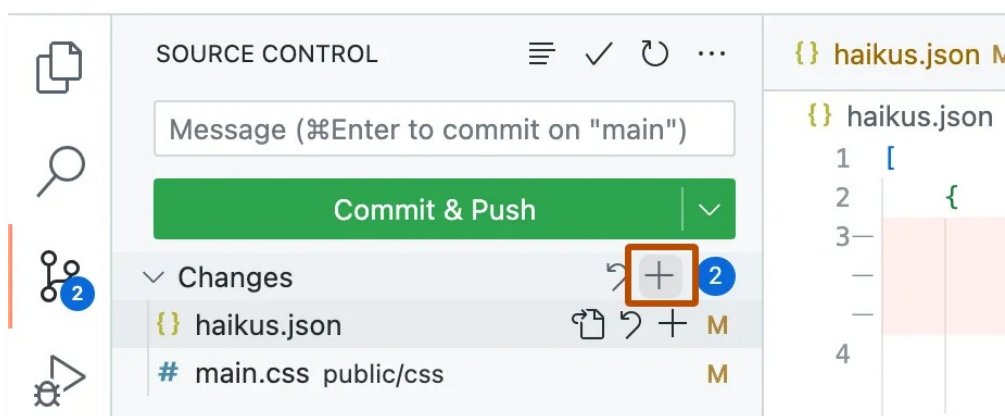 SOURCE CONTROL
Message (⌘Enter to commit on "main")
Commit & Push
Changes 2
2
{} haikus.json M
# main.css public/css M
{} haikus.json M
{} haikus.json
1 [
2 {
3
4